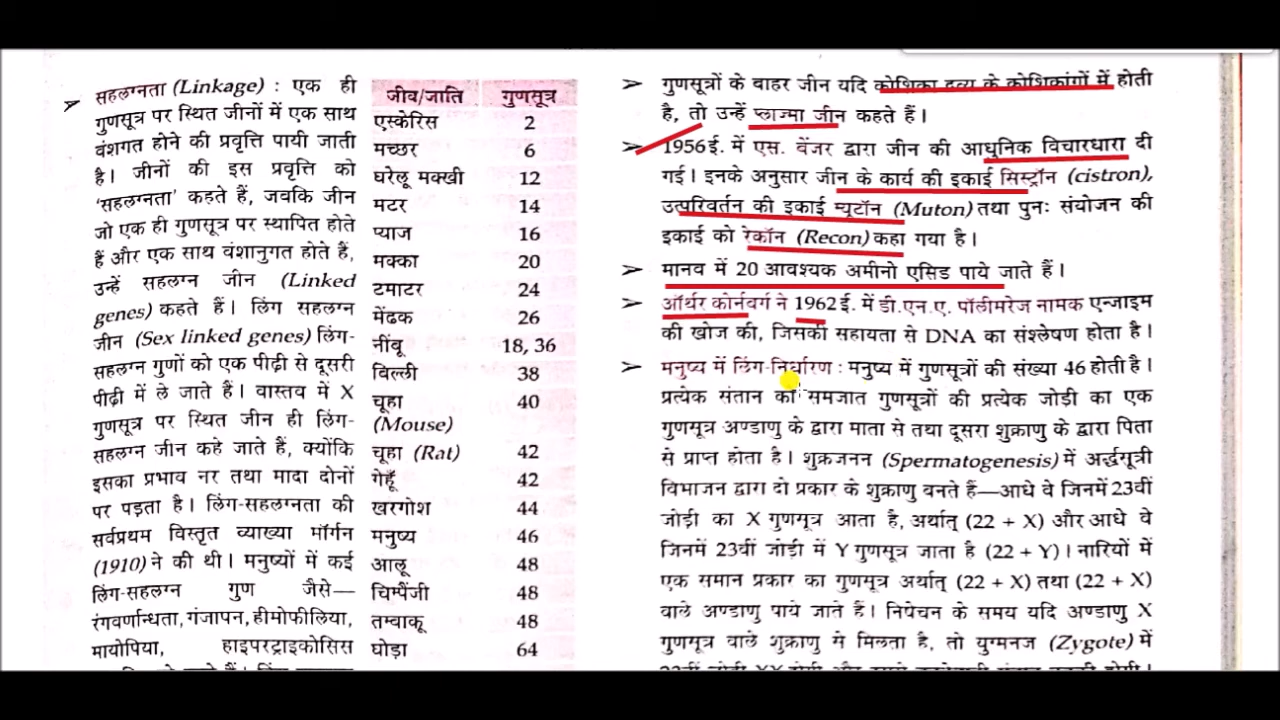 सहलग्नता (Linkage) : एक ही
गुणसूत्र पर स्थित जीनों में एक साथ
वंशगत होने की प्रवृत्ति पायी जाती
है। जीनों की इस प्रवृत्ति को
‘सहलग्नता’ कहते हैं, जबकि जीन
जो एक ही गुणसूत्र पर स्थापित होते
हैं और एक साथ वंशानुगत होते हैं,
उन्हें सहलग्न जीन (Linked
genes) कहते हैं। लिंग सहलग्न
जीन (Sex linked genes) लिंग-
सहलग्न गुणों को एक पीढ़ी से दूसरी
पीढ़ी में ले जाते हैं। वास्तव में X
गुणसूत्र पर स्थित जीन ही लिंग-
सहलग्न जीन कहे जाते हैं, क्योंकि
इसका प्रभाव नर तथा मादा दोनों
पर पड़ता है। लिंग-सहलग्नता की
सर्वप्रथम विस्तृत व्याख्या मॉर्गन
(1910) ने की थी। मनुष्यों में कई
लिंग-सहलग्न गुण जैसे—
रंगवर्णान्धता, गंजापन, हीमोफीलिया,
मायोपिया, हाइपरट्राइकोसिस
जीव/जाति गुणसूत्र
एस्केरिस 2
मच्छर 6
घरेलू मक्खी 12
मटर 14
प्याज 16
मक्का 20
टमाटर 24
मेंढक 26
नींबू 18, 36
बिल्ली 38
चूहा 40
(Mouse)
चूहा (Rat) 42
गेहूँ 42
खरगोश 44
मनुष्य 46
आलू 48
चिम्पैंजी 48
तम्बाकू 48
घोड़ा 64
➢ गुणसूत्रों के बाहर जीन यदि कोशिका द्रव्य के कोशिकांगों में होती
है, तो उन्हें प्लाज्मा जीन कहते हैं।
➢ 1956 ई. में एस. बेंजर द्वारा जीन की आधुनिक विचारधारा दी
गई। इनके अनुसार जीन के कार्य की इकाई सिस्ट्रॉन (cistron),
उत्परिवर्तन की इकाई म्यूटॉन (Muton) तथा पुनः संयोजन की
इकाई को रेकॉन (Recon) कहा गया है।
➢ मानव में 20 आवश्यक अमीनो एसिड पाये जाते हैं।
➢ ऑर्थर कोर्नवर्ग ने 1962 ई. में डी.एन.ए. पॉलीमरेज नामक एन्जाइम
की खोज की, जिसकी सहायता से DNA का संश्लेषण होता है।
➢ मनुष्य में लिंग-निर्धारण : मनुष्य में गुणसूत्रों की संख्या 46 होती है।
प्रत्येक संतान को समजात गुणसूत्रों की प्रत्येक जोड़ी का एक
गुणसूत्र अण्डाणु के द्वारा माता से तथा दूसरा शुक्राणु के द्वारा पिता
से प्राप्त होता है। शुक्रजनन (Spermatogenesis) में अर्द्धसूत्री
विभाजन द्वारा दो प्रकार के शुक्राणु बनते हैं—आधे वे जिनमें 23वीं
जोड़ी का X गुणसूत्र आता है, अर्थात् (22 + X) और आधे वे
जिनमें 23वीं जोड़ी में Y गुणसूत्र जाता है (22 + Y)। नारियों में
एक समान प्रकार का गुणसूत्र अर्थात् (22 + X) तथा (22 + X)
वाले अण्डाणु पाये जाते हैं। निषेचन के समय यदि अण्डाणु X
गुणसूत्र वाले शुक्राणु से मिलता है, तो युग्मनज (Zygote) में